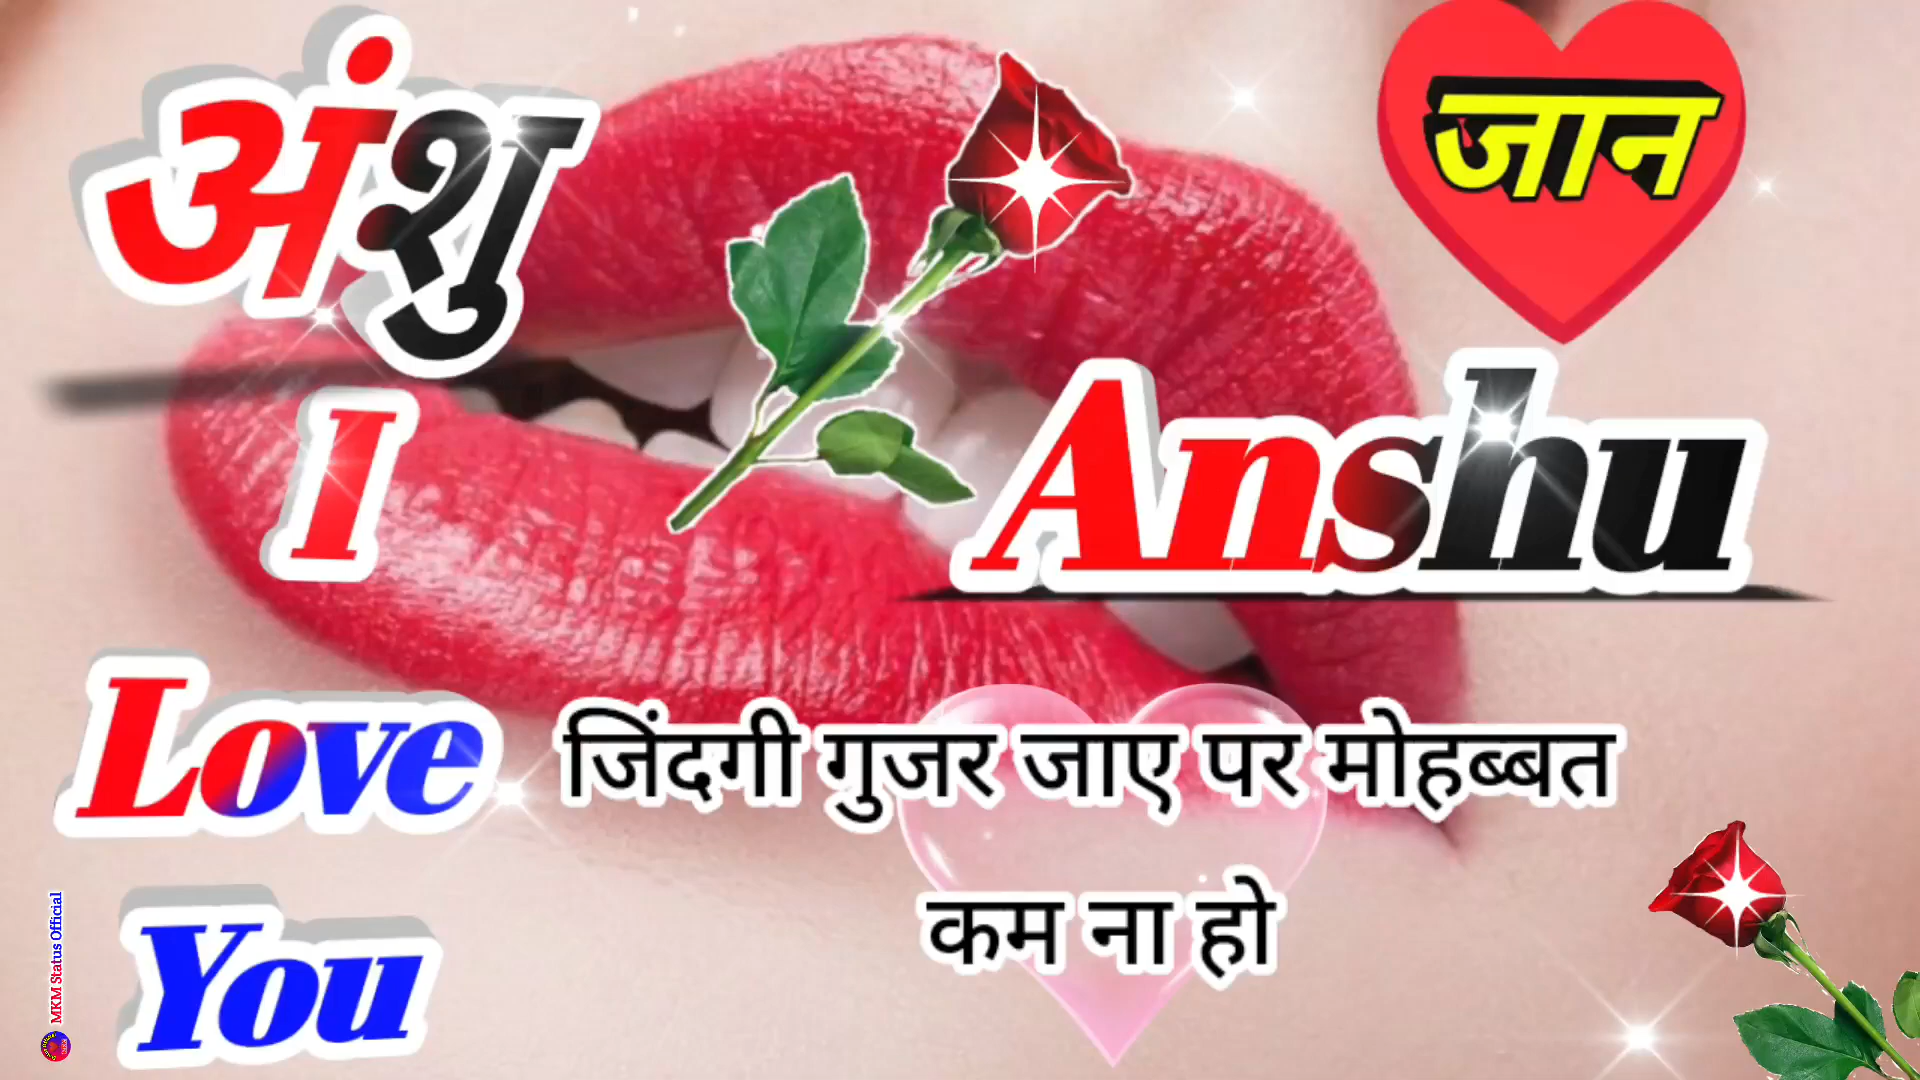 अंशु
जान
I
Anshu
Love
जिंदगी गुजर जाए पर मोहब्बत
कम ना हो
You
MKM Status Official